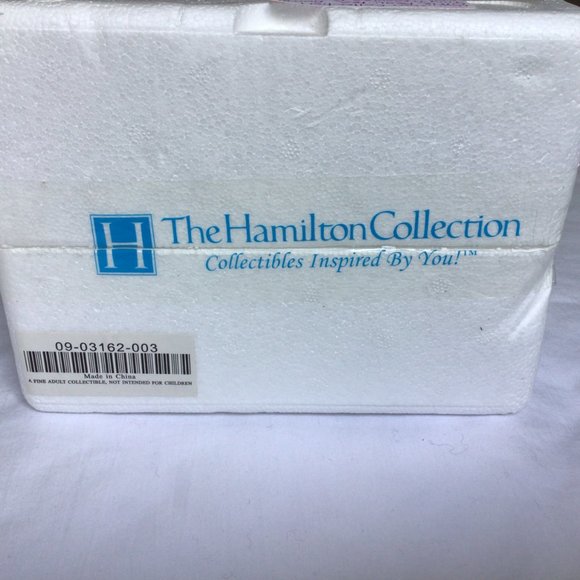 H The Hamilton Collection
Collectibles Inspired By You!™
09-03162-003
Made in China
A FINE ADULT COLLECTIBLE, NOT INTENDED FOR CHILDREN